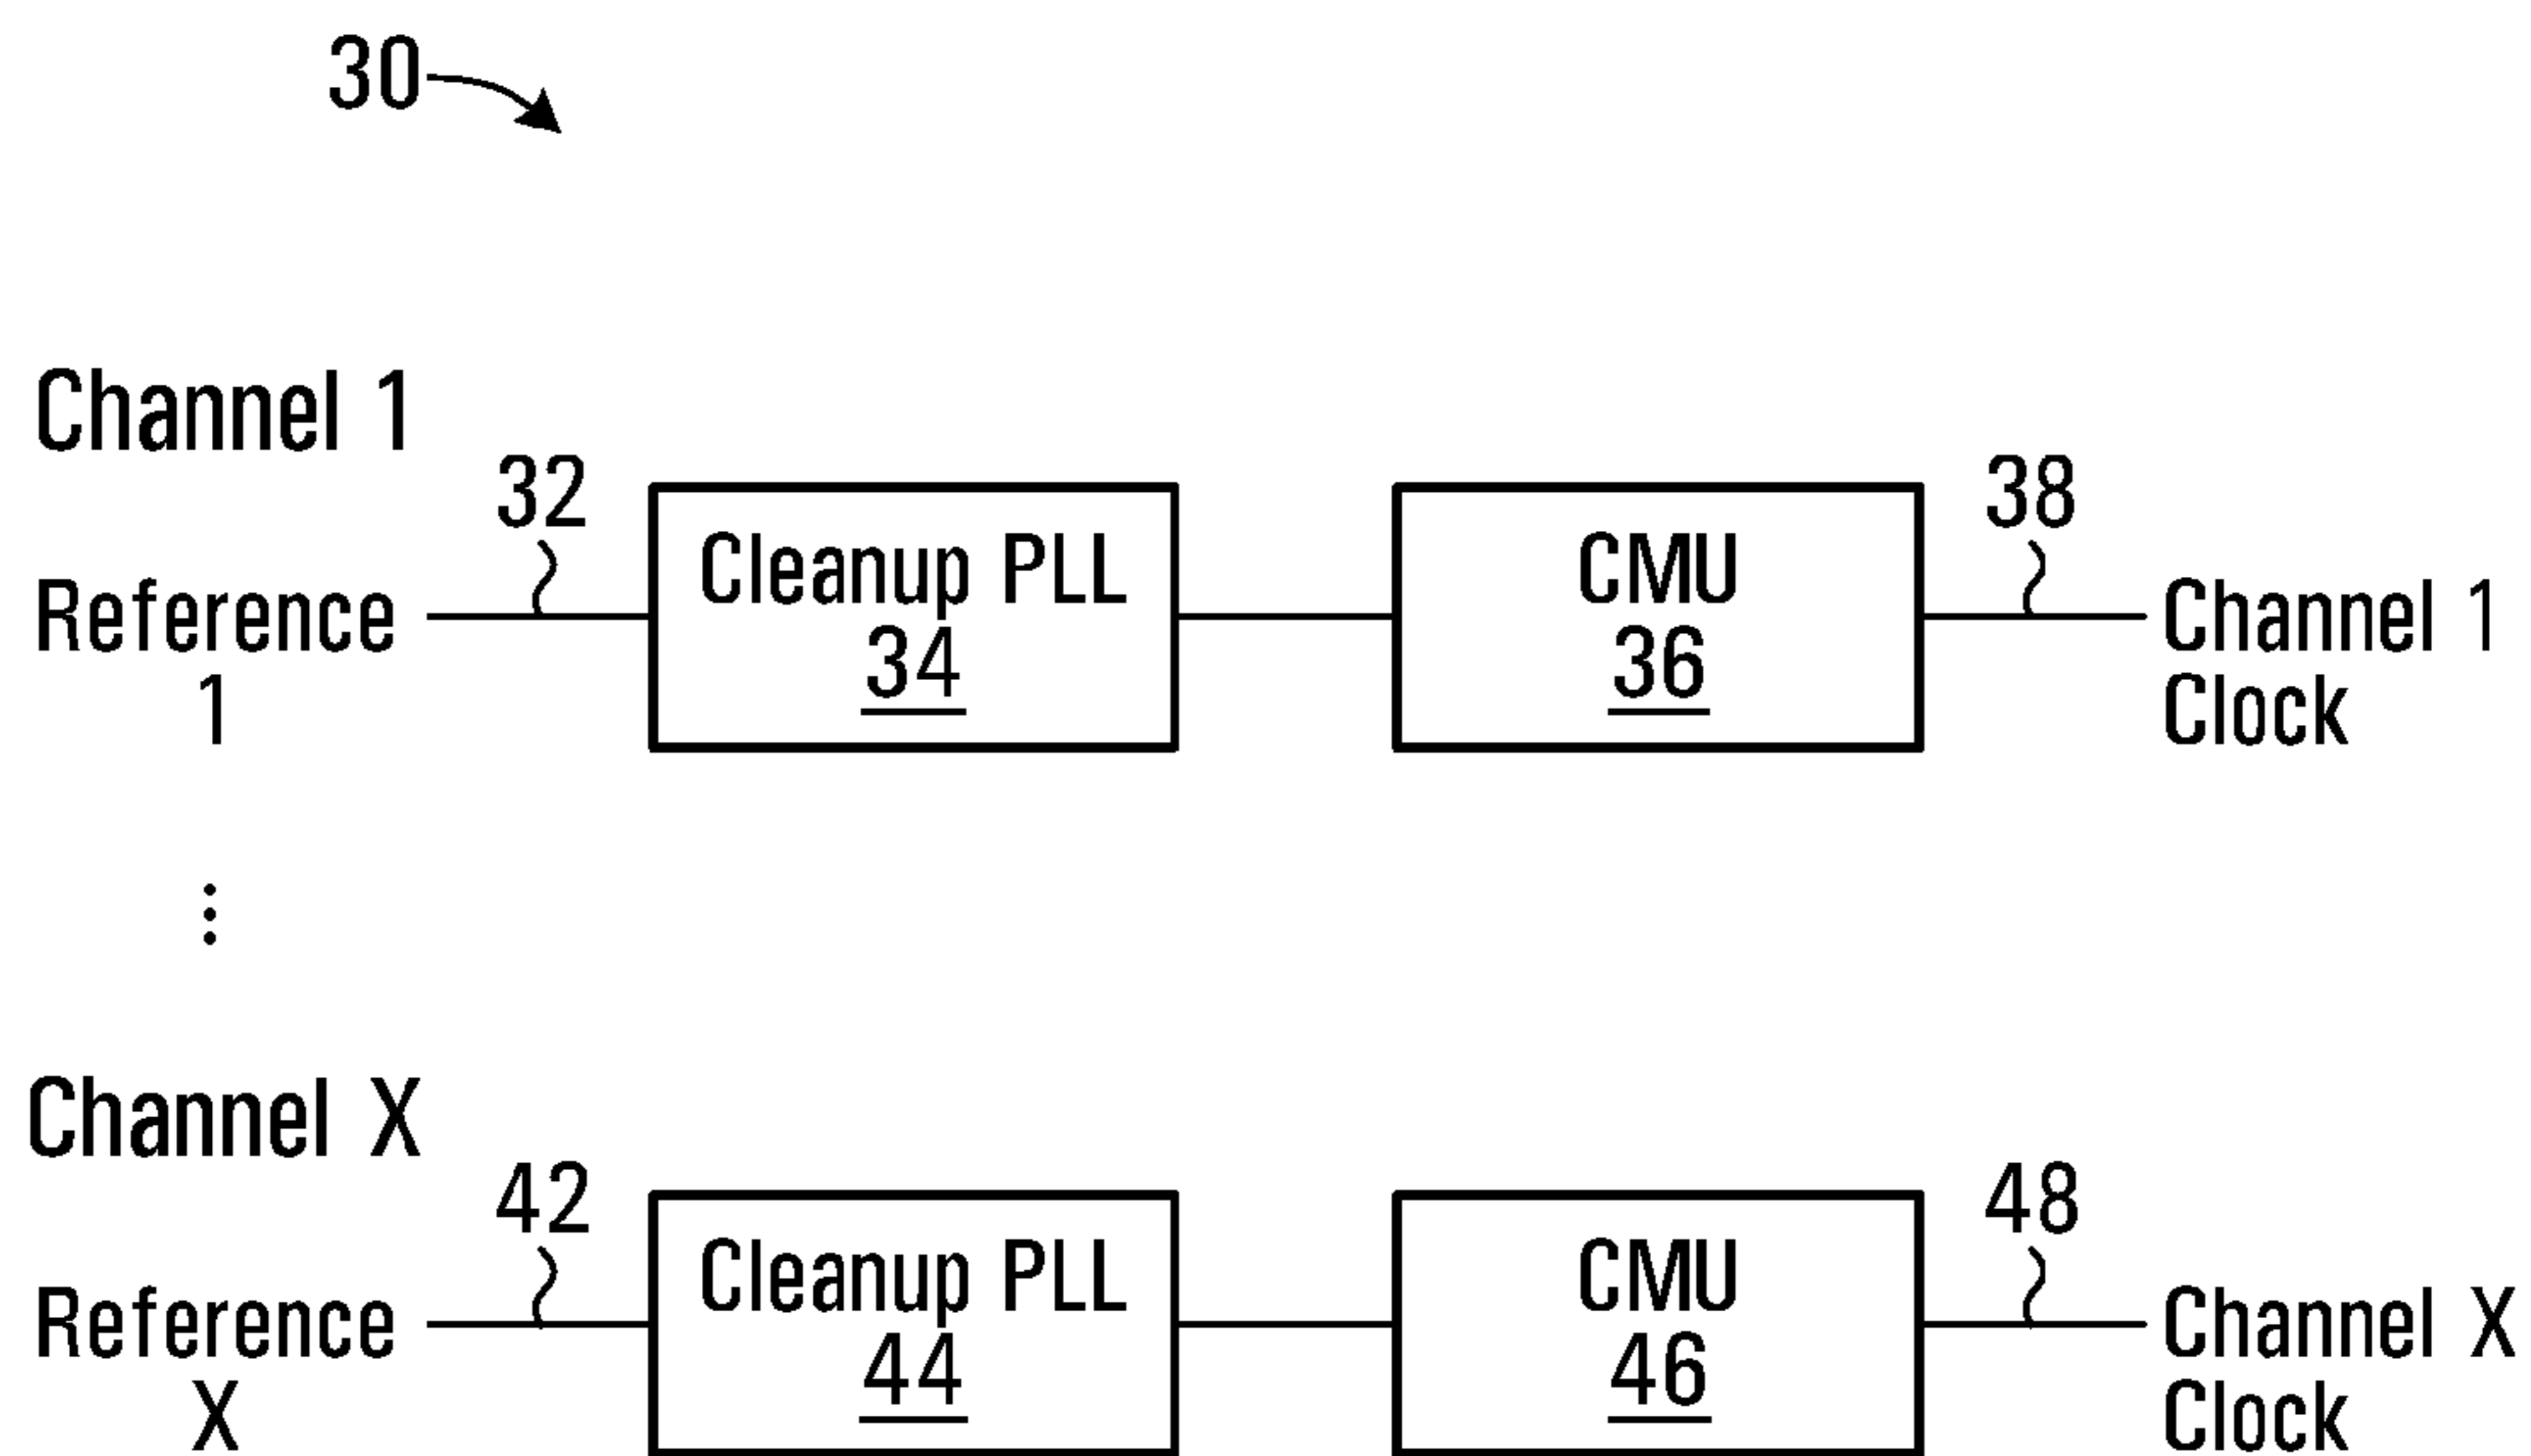 30
Channel 1
32
38
Reference
1
Cleanup PLL
34
CMU
36
Channel 1
Clock
Channel X
42
48
Reference
X
Cleanup PLL
44
CMU
46
Channel X
Clock